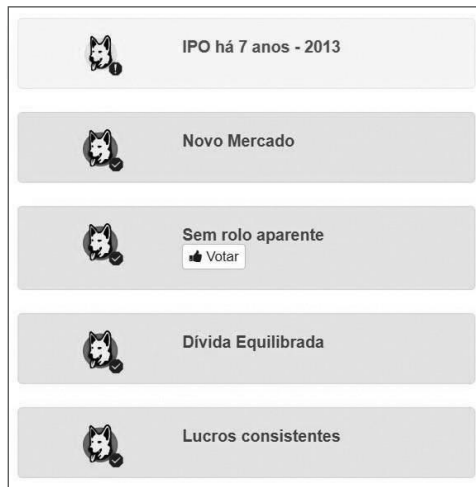 IPO há 7 anos - 2013
Novo Mercado
Sem rolo aparente
Votar
Dívida Equilibrada
Lucros consistentes